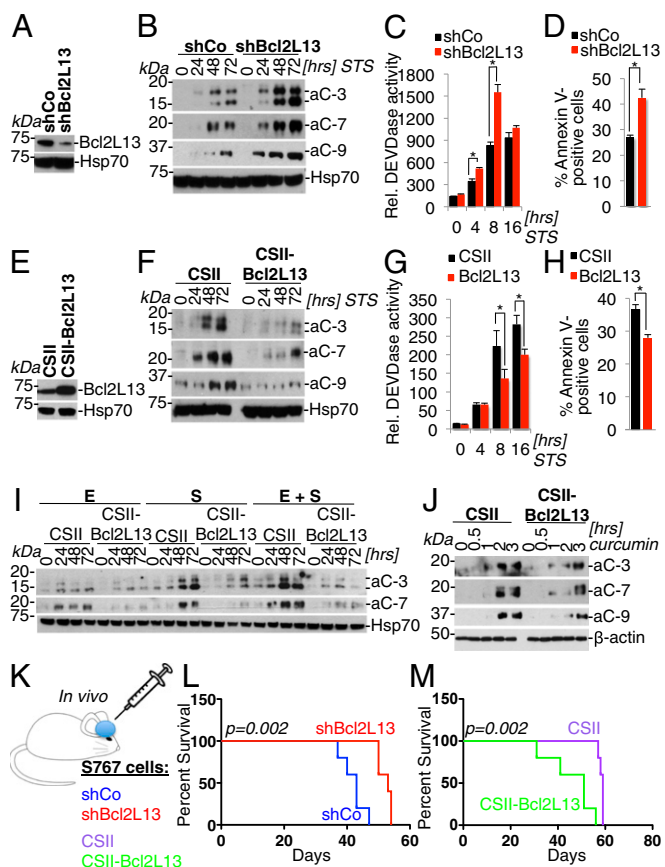 A
shCo
shBcl2L13
kDa
75
Bcl2L13
75
Hsp70
B
shCo shBcl2L13
kDa 0 24 48 72 0 24 48 72 [hrs] STS
20
15
aC-3
20
aC-7
37
aC-9
75
Hsp70
C
shCo
shBcl2L13
Rel. DEVDase activity
1800
1500
1200
900
600
300
0
*
*
0 4 8 16 [hrs]
STS
D
shCo
shBcl2L13
% Annexin V-
positive cells
50
40
30
20
10
0
*
E
CSII
CSII-Bcl2L13
kDa
75
Bcl2L13
75
Hsp70
F
CSII CSII-
Bcl2L13
kDa 0 24 48 72 0 24 48 72 [hrs] STS
20
15
aC-3
20
aC-7
37
aC-9
75
Hsp70
G
CSII
Bcl2L13
Rel. DEVDase activity
300
250
200
150
100
50
0
*
*
0 4 8 16 [hrs]
STS
H
CSII
Bcl2L13
% Annexin V-
positive cells
40
30
20
10
0
*
I
E S E + S
CSII CSII-
Bcl2L13 CSII CSII-
Bcl2L13 CSII CSII-
Bcl2L13
kDa 0 24 48 72 0 24 48 72 0 24 48 72 0 24 48 72 0 24 48 72 0 24 48 72 [hrs]
20
15
aC-3
20
aC-7
75
Hsp70
J
CSII CSII-
Bcl2L13
kDa 0 0.5 1 2 3 0 0.5 1 2 3 [hrs]
curcumin
20
aC-3
20
aC-7
37
aC-9
50
β-actin
K
In vivo
S767 cells:
shCo
shBcl2L13
CSII
CSII-Bcl2L13
L
Percent Survival
150
100
50
0
p=0.002
shBcl2L13
shCo
0 20 40 60
Days
M
Percent Survival
150
100
50
0
p=0.002
CSII
CSII-Bcl2L13
0 20 40 60 80
Days